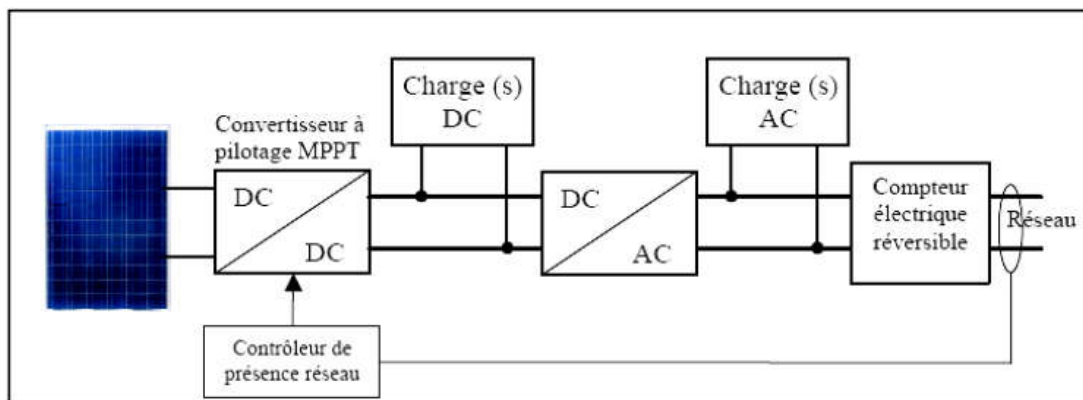 Convertisseur à
pilotage MPPT
DC
DC
Charge (s)
DC
DC
AC
Charge (s)
AC
Compteur
électrique
réversible
Réseau
Contrôleur de
présence réseau